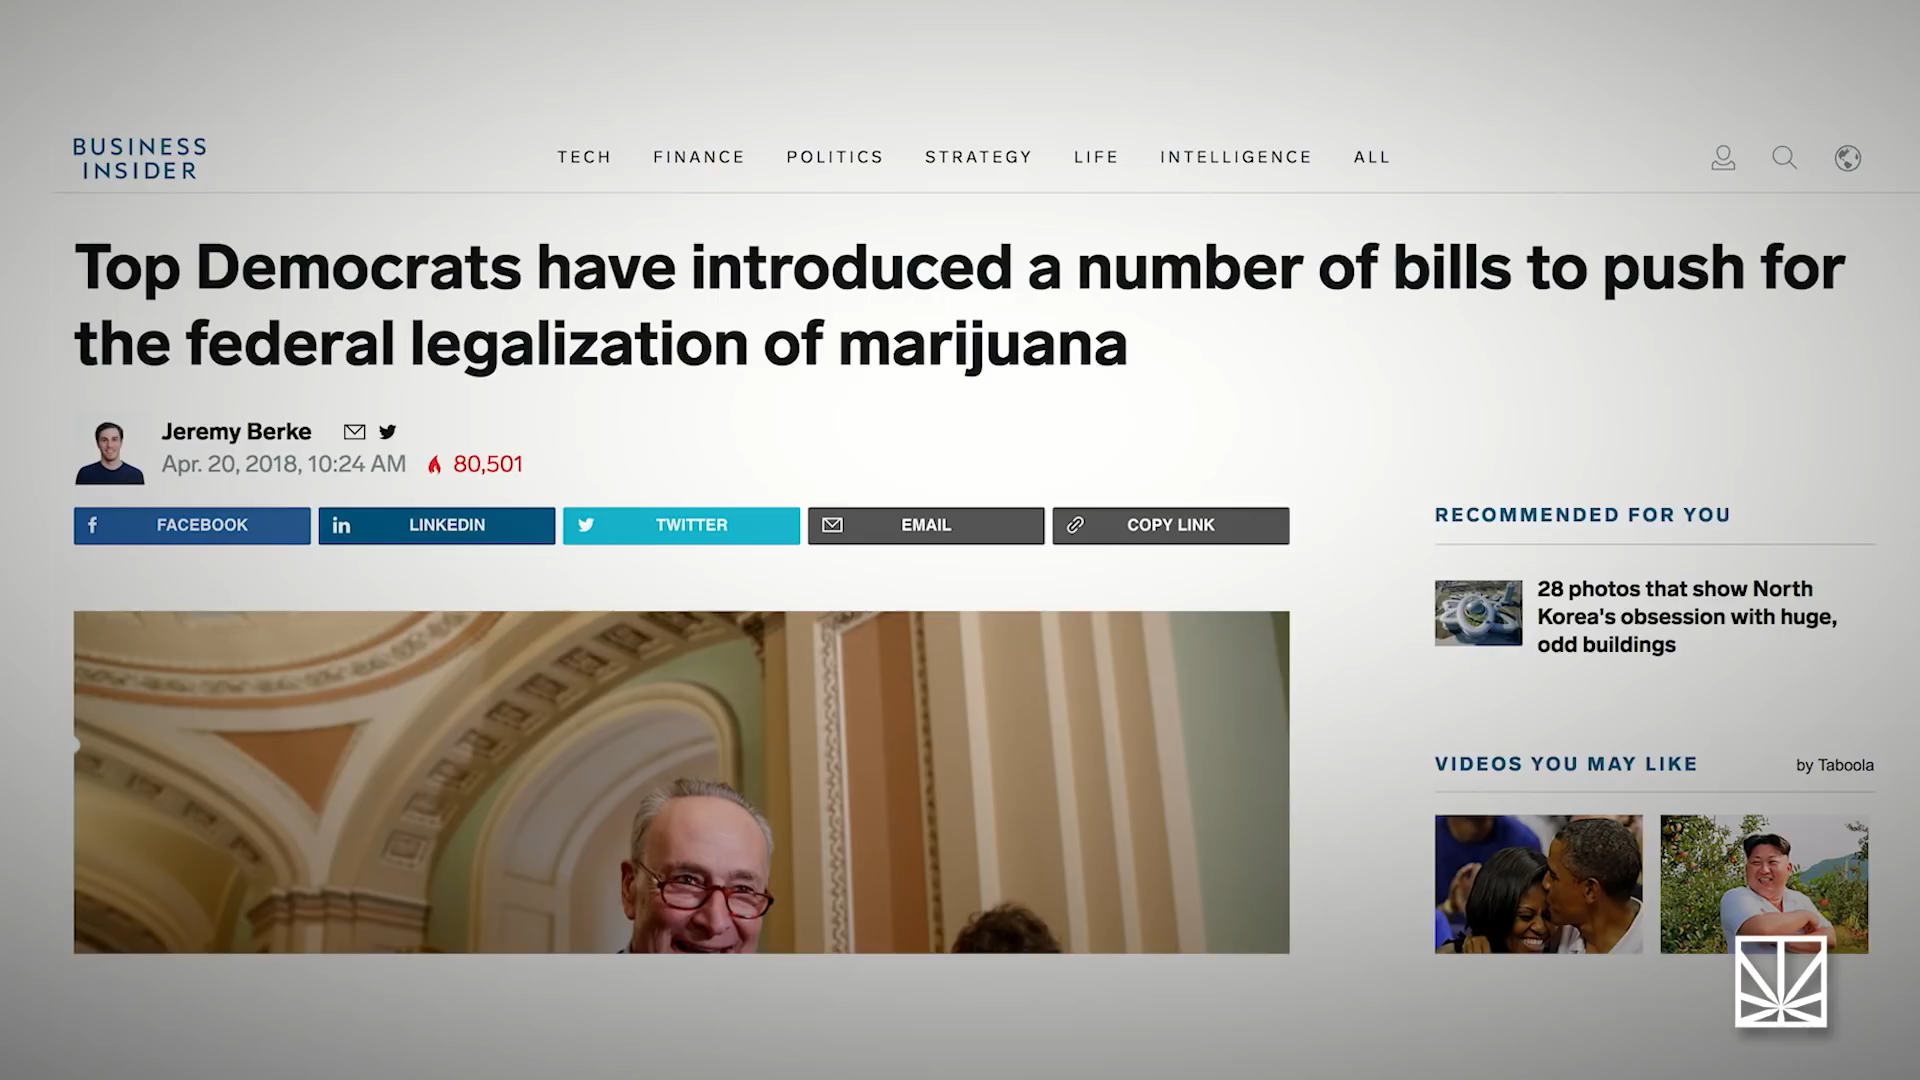 BUSINESS
INSIDER
TECH FINANCE POLITICS STRATEGY LIFE INTELLIGENCE ALL
Top Democrats have introduced a number of bills to push for
the federal legalization of marijuana
Jeremy Berke
Apr. 20, 2018, 10:24 AM 80,501
f FACEBOOK
in LINKEDIN
TWITTER
EMAIL
COPY LINK
RECOMMENDED FOR YOU
28 photos that show North
Korea's obsession with huge,
odd buildings
VIDEOS YOU MAY LIKE by Taboola